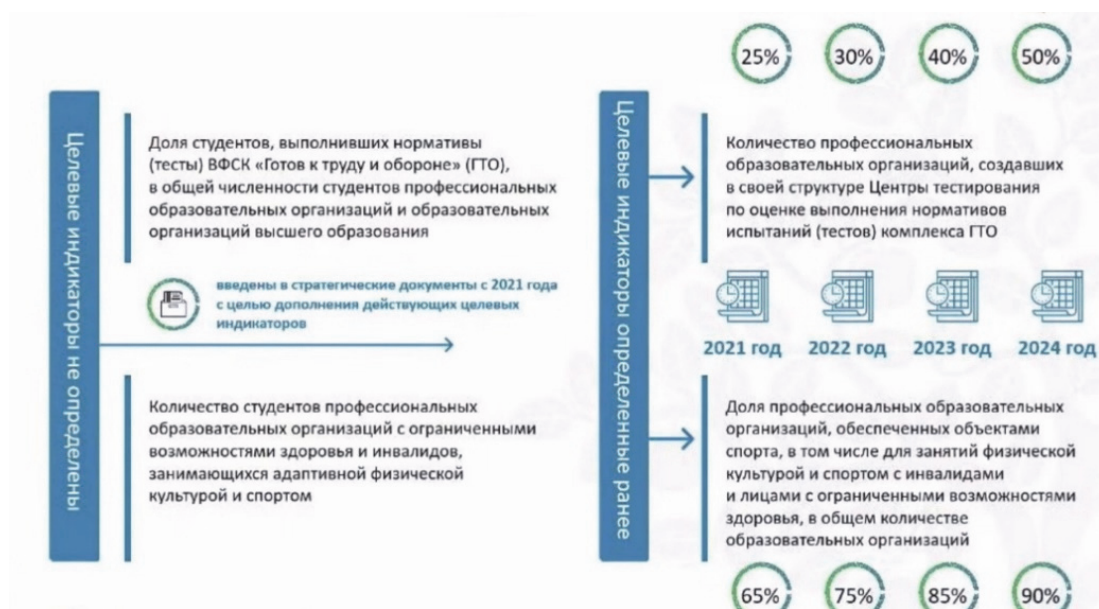 Целевые индикаторы не определены
Доля студентов, выполнивших нормативы
(тесты) ВФСК «Готов к труду и обороне» (ГТО),
в общей численности студентов профессиональных
образовательных организаций и образовательных
организаций высшего образования
введены в стратегические документы с 2021 года
с целью дополнения действующих целевых
индикаторов
Количество студентов профессиональных
образовательных организаций с ограниченными
возможностями здоровья и инвалидов,
занимающихся адаптивной физической
культурой и спортом
Целевые индикаторы определенные ранее
25% 30% 40% 50%
Количество профессиональных
образовательных организаций, создавших
в своей структуре Центры тестирования
по оценке выполнения нормативов
испытаний (тестов) комплекса ГТО
2021 год 2022 год 2023 год 2024 год
Доля профессиональных образовательных
организаций, обеспеченных объектами
спорта, в том числе для занятий физической
культурой и спортом с инвалидами
и лицами с ограниченными возможностями
здоровья, в общем количестве
образовательных организаций
65% 75% 85% 90%